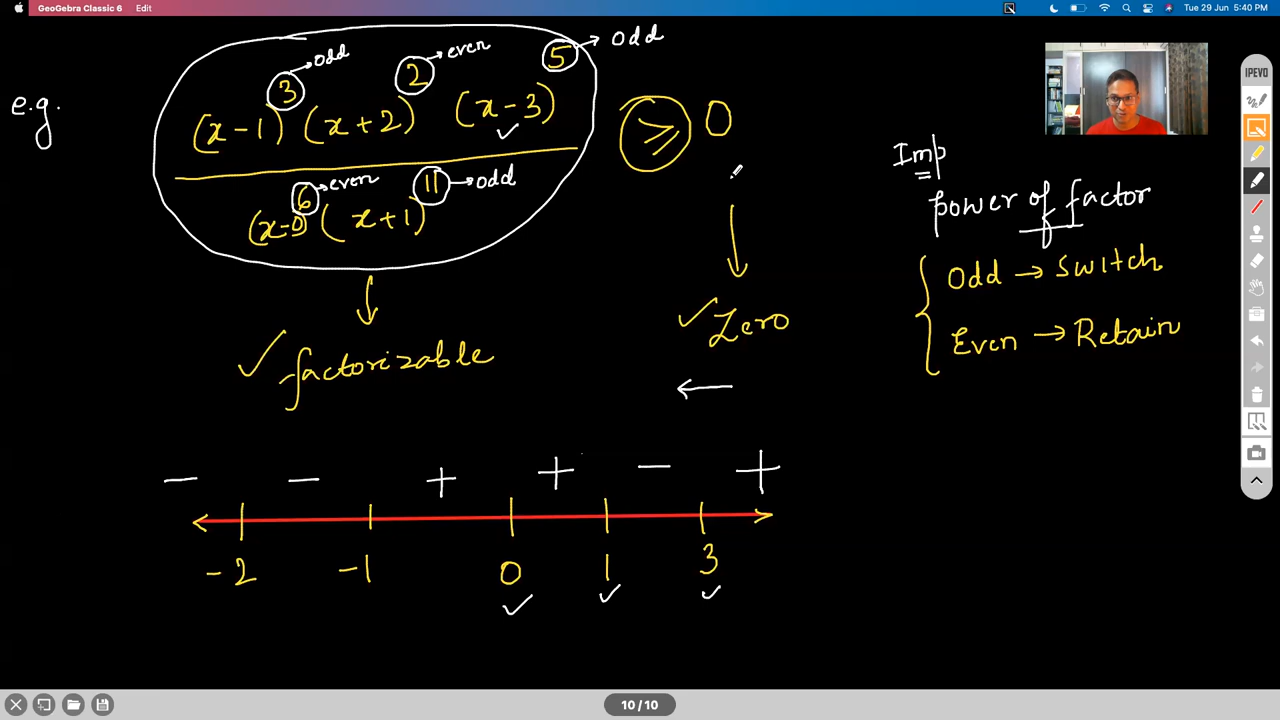 GeoGebra Classic 6 Edit Tue 29 Jun 5:40 PM
IPEVO
e.g.
(x-1)³ → odd (x+2)² → even (x-3)⁵ → Odd ≥ 0
(x-0)⁶ → even (x+1)¹¹ → odd
✓ factorizable
✓ Zero
Imp
power of factor
Odd → Switch
Even → Retain
− − + + − +
-2 -1 0 1 3
10 / 10